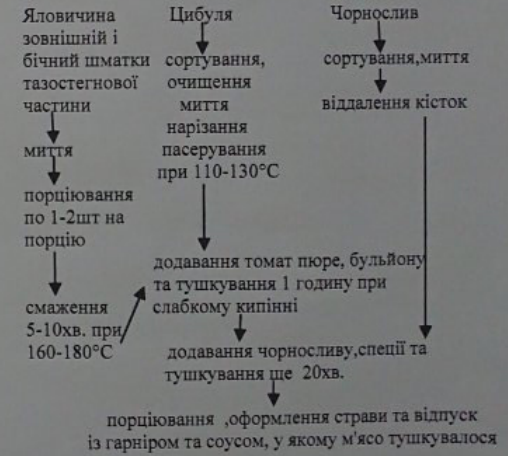 Яловичина
зовнішній і
бічний шматки
тазостегнової
частини
миття
порціювання
по 1-2шт на
порцію
смаження
5-10хв. при
160-180°С
Цибуля
сортування,
очищення
миття
нарізання
пасерування
при 110-130°С
Чорнослив
сортування,миття
віддалення кісток
додавання томат пюре, бульйону
та тушкування 1 годину при
слабкому кипінні
додавання чорносливу,спеції та
тушкування ще 20хв.
порціювання ,оформлення страви та відпуск
із гарніром та соусом, у якому м'ясо тушкувалося